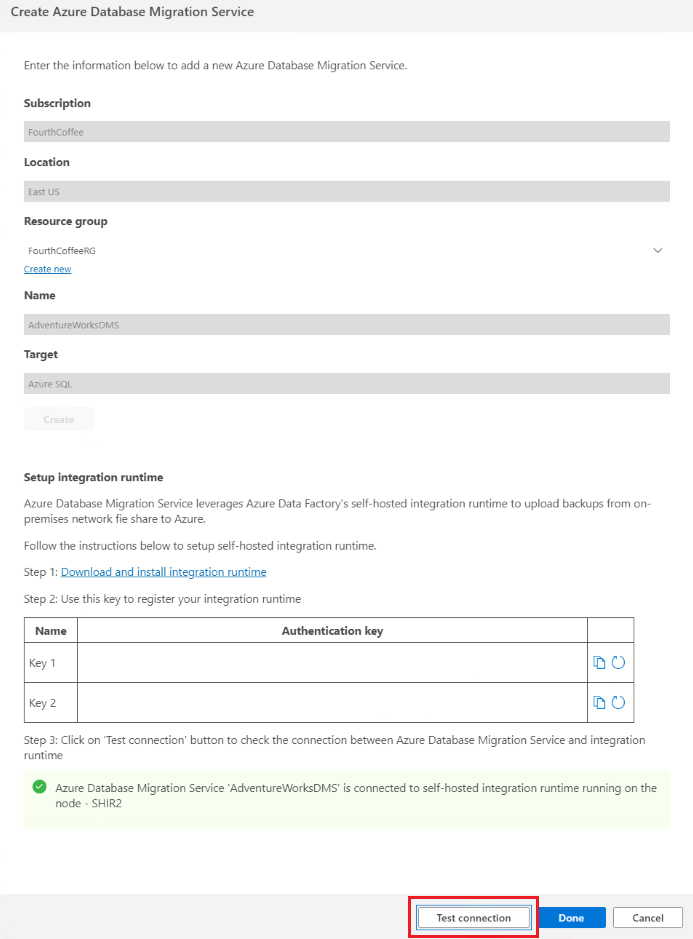 Create Azure Database Migration Service
Enter the information below to add a new Azure Database Migration Service.
Subscription
FourthCoffee
Location
East US
Resource group
FourthCoffeeRG
Create new
Name
AdventureWorksDMS
Target
Azure SQL
Create
Setup integration runtime
Azure Database Migration Service leverages Azure Data Factory's self-hosted integration runtime to upload backups from on-
premises network fie share to Azure.
Follow the instructions below to setup self-hosted integration runtime.
Step 1: Download and install integration runtime
Step 2: Use this key to register your integration runtime
Name Authentication key
Key 1
Key 2
Step 3: Click on 'Test connection' button to check the connection between Azure Database Migration Service and integration
runtime
Azure Database Migration Service 'AdventureWorksDMS' is connected to self-hosted integration runtime running on the
node - SHIR2
Test connection Done Cancel